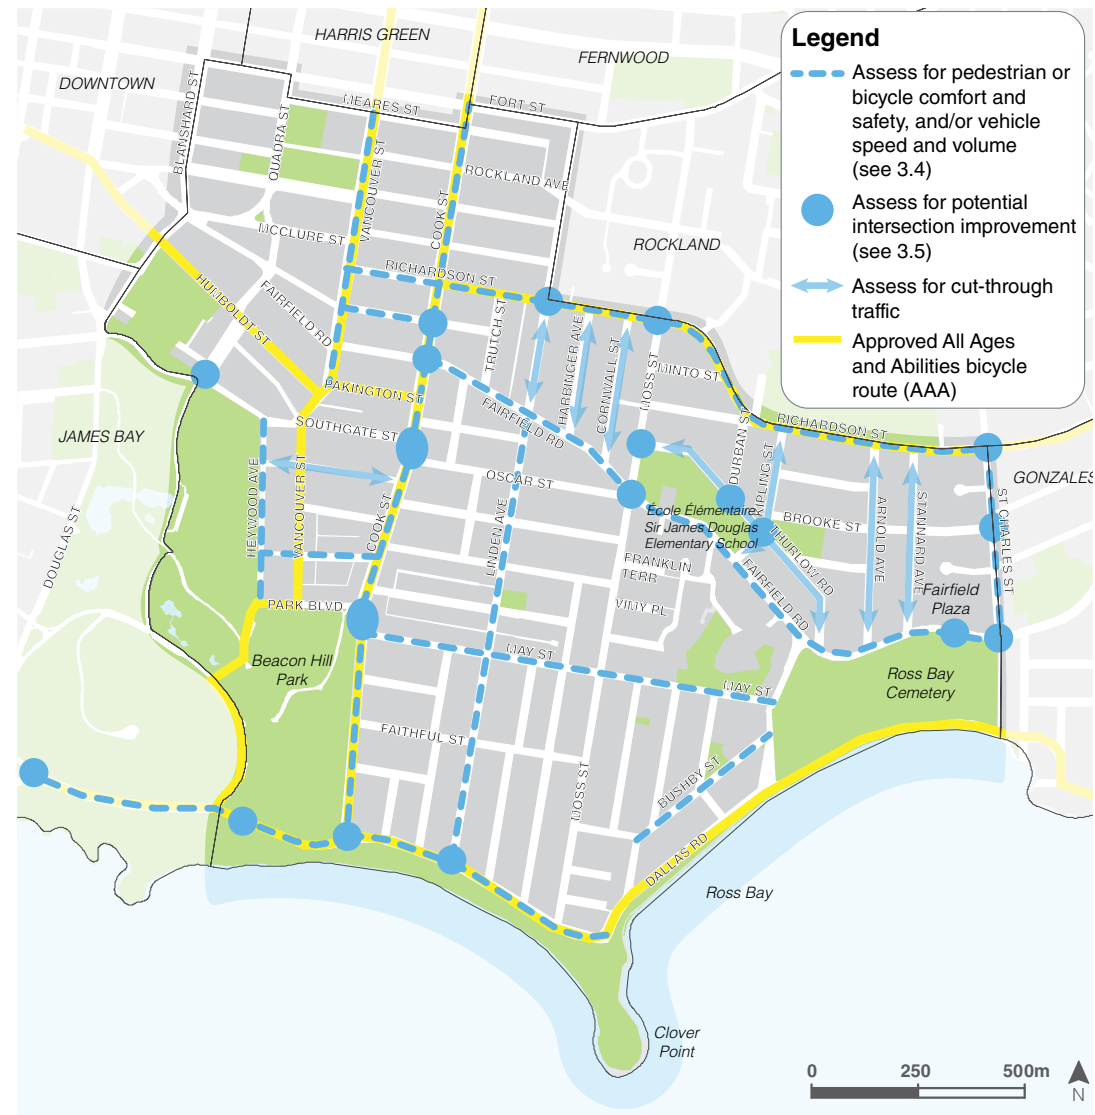 HARRIS GREEN
FERNWOOD
DOWNTOWN
Legend
Assess for pedestrian or
bicycle comfort and
safety, and/or vehicle
speed and volume
(see 3.4)
Assess for potential
intersection improvement
(see 3.5)
Assess for cut-through
traffic
Approved All Ages
and Abilities bicycle
route (AAA)
MEARES ST
FORT ST
BLANSHARD ST
QUADRA ST
VANCOUVER ST
ROCKLAND AVE
COOK ST
MCCLURE ST
ROCKLAND
RICHARDSON ST
HUMBOLDT ST
FAIRFIELD RD
TRUTCH ST
HARBINGER AVE
CORNWALL ST
MOSS ST
MINTO ST
PAKINGTON ST
FAIRFIELD RD
SOUTHGATE ST
JAMES BAY
RICHARDSON ST
DURBAN ST
KIPLING ST
GONZALES
HEYWOOD AVE
VANCOUVER ST
COOK ST
OSCAR ST
LINDEN AVE
École Élémentaire
Sir James Douglas
Elementary School
BROOKE ST
ARNOLD AVE
STANNARD AVE
ST CHARLES ST
DOUGLAS ST
FRANKLIN
TERR
THURLOW RD
FAIRFIELD RD
VIMY PL
Fairfield
Plaza
PARK BLVD
MAY ST
MAY ST
Beacon Hill
Park
Ross Bay
Cemetery
FAITHFUL ST
MOSS ST
BUSHBY ST
DALLAS RD
Ross Bay
Clover
Point
0 250 500m
N